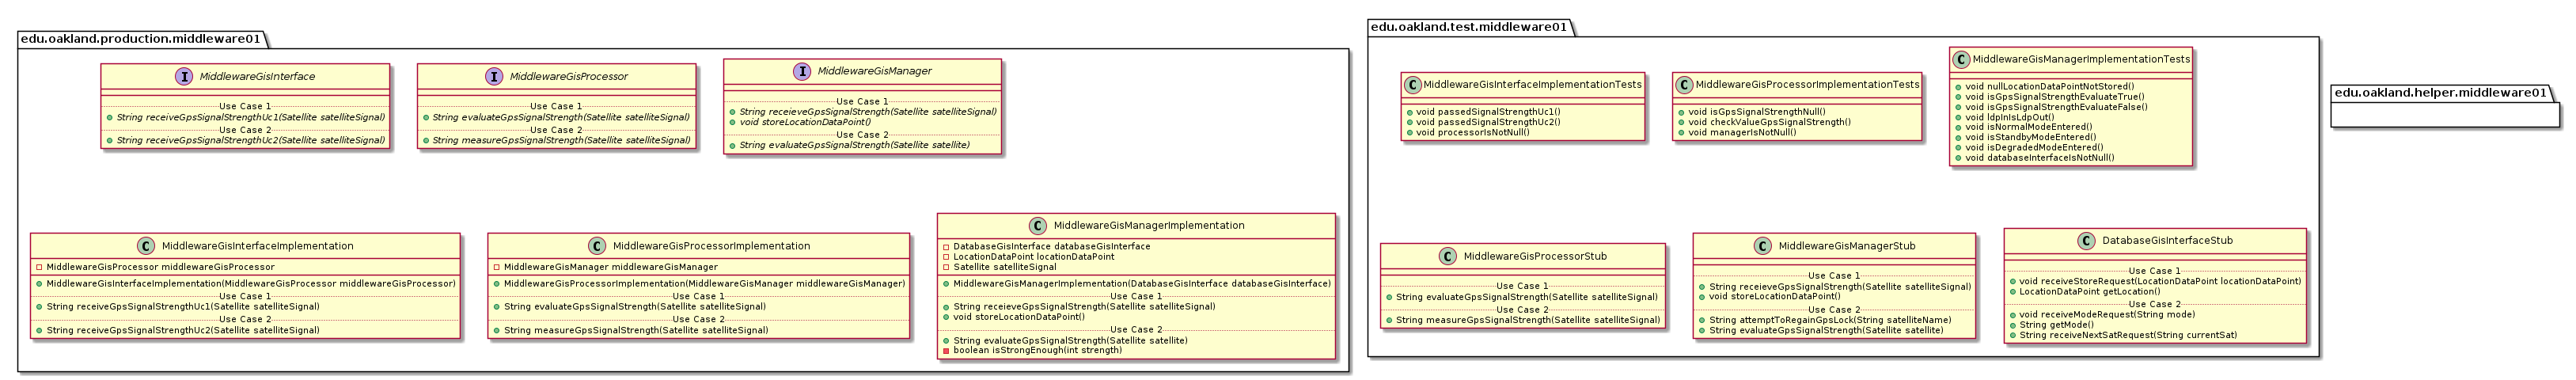 edu.oakland.production.middleware01
I MiddlewareGisInterface
Use Case 1
String receiveGpsSignalStrengthUc1(Satellite satelliteSignal)
Use Case 2
String receiveGpsSignalStrengthUc2(Satellite satelliteSignal)
I MiddlewareGisProcessor
Use Case 1
String evaluateGpsSignalStrength(Satellite satelliteSignal)
Use Case 2
String measureGpsSignalStrength(Satellite satelliteSignal)
I MiddlewareGisManager
Use Case 1
String receieveGpsSignalStrength(Satellite satelliteSignal)
void storeLocationDataPoint()
Use Case 2
String evaluateGpsSignalStrength(Satellite satellite)
C MiddlewareGisInterfaceImplementation
MiddlewareGisProcessor middlewareGisProcessor
MiddlewareGisInterfaceImplementation(MiddlewareGisProcessor middlewareGisProcessor)
Use Case 1
String receiveGpsSignalStrengthUc1(Satellite satelliteSignal)
Use Case 2
String receiveGpsSignalStrengthUc2(Satellite satelliteSignal)
C MiddlewareGisProcessorImplementation
MiddlewareGisManager middlewareGisManager
MiddlewareGisProcessorImplementation(MiddlewareGisManager middlewareGisManager)
Use Case 1
String evaluateGpsSignalStrength(Satellite satelliteSignal)
Use Case 2
String measureGpsSignalStrength(Satellite satelliteSignal)
C MiddlewareGisManagerImplementation
DatabaseGisInterface databaseGisInterface
LocationDataPoint locationDataPoint
Satellite satelliteSignal
MiddlewareGisManagerImplementation(DatabaseGisInterface databaseGisInterface)
Use Case 1
String receieveGpsSignalStrength(Satellite satelliteSignal)
void storeLocationDataPoint()
Use Case 2
String evaluateGpsSignalStrength(Satellite satellite)
boolean isStrongEnough(int strength)
edu.oakland.test.middleware01
C MiddlewareGisInterfaceImplementationTests
void passedSignalStrengthUc1()
void passedSignalStrengthUc2()
void processorIsNotNull()
C MiddlewareGisProcessorImplementationTests
void isGpsSignalStrengthNull()
void checkValueGpsSignalStrength()
void managerIsNotNull()
C MiddlewareGisManagerImplementationTests
void nullLocationDataPointNotStored()
void isGpsSignalStrengthEvaluateTrue()
void isGpsSignalStrengthEvaluateFalse()
void ldpInIsLdpOut()
void isNormalModeEntered()
void isStandbyModeEntered()
void isDegradedModeEntered()
void databaseInterfaceIsNotNull()
C MiddlewareGisProcessorStub
Use Case 1
String evaluateGpsSignalStrength(Satellite satelliteSignal)
Use Case 2
String measureGpsSignalStrength(Satellite satelliteSignal)
C MiddlewareGisManagerStub
Use Case 1
String receieveGpsSignalStrength(Satellite satelliteSignal)
void storeLocationDataPoint()
Use Case 2
String attemptToRegainGpsLock(String satelliteName)
String evaluateGpsSignalStrength(Satellite satellite)
C DatabaseGisInterfaceStub
Use Case 1
void receiveStoreRequest(LocationDataPoint locationDataPoint)
LocationDataPoint getLocation()
Use Case 2
void receiveModeRequest(String mode)
String getMode()
String receiveNextSatRequest(String currentSat)
edu.oakland.helper.middleware01